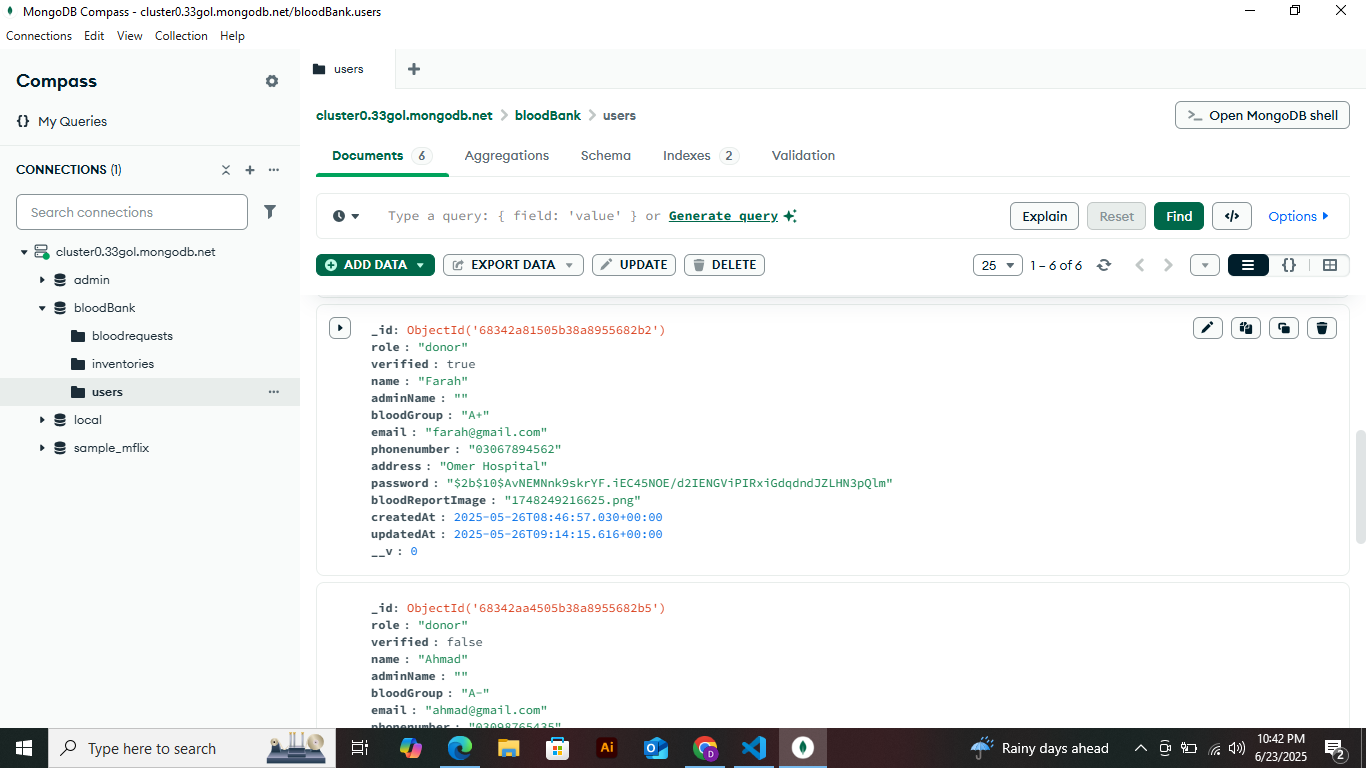 MongoDB Compass - cluster0.33gol.mongodb.net/bloodBank.users
Connections Edit View Collection Help
Compass
{} My Queries
CONNECTIONS (1)
Search connections
cluster0.33gol.mongodb.net
admin
bloodBank
bloodrequests
inventories
users
local
sample_mflix
users
cluster0.33gol.mongodb.net > bloodBank > users
>_ Open MongoDB shell
Documents 6 Aggregations Schema Indexes 2 Validation
Type a query: { field: 'value' } or Generate query
Explain Reset Find </> Options
ADD DATA EXPORT DATA UPDATE DELETE
25 1 – 6 of 6 {}
_id: ObjectId('68342a81505b38a8955682b2')
role : "donor"
verified : true
name : "Farah"
adminName : ""
bloodGroup : "A+"
email : "farah@gmail.com"
phonenumber : "03067894562"
address : "Omer Hospital"
password : "$2b$10$AvNEMNnk9skrYF.iEC45NOE/d2IENGViPIRxiGdqdndJZLHN3pQlm"
bloodReportImage : "1748249216625.png"
createdAt : 2025-05-26T08:46:57.030+00:00
updatedAt : 2025-05-26T09:14:15.616+00:00
__v : 0
_id: ObjectId('68342aa4505b38a8955682b5')
role : "donor"
verified : false
name : "Ahmad"
adminName : ""
bloodGroup : "A-"
email : "ahmad@gmail.com"
phonenumber : "03098765435"
Type here to search
Ai
D
Rainy days ahead
10:42 PM
6/23/2025
2